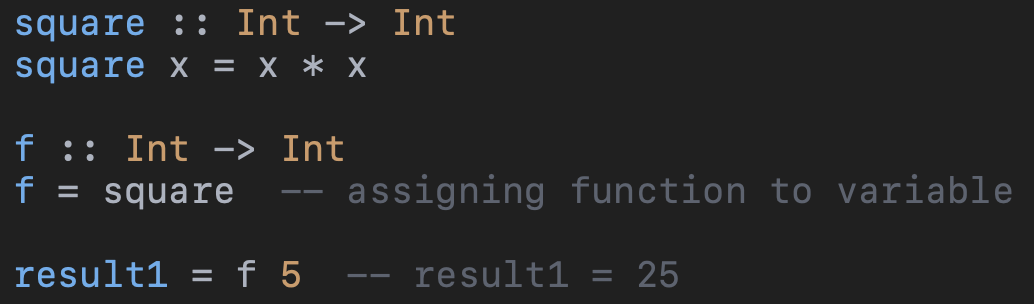 square :: Int -> Int
square x = x * x
f :: Int -> Int
f = square  -- assigning function to variable
result1 = f 5  -- result1 = 25